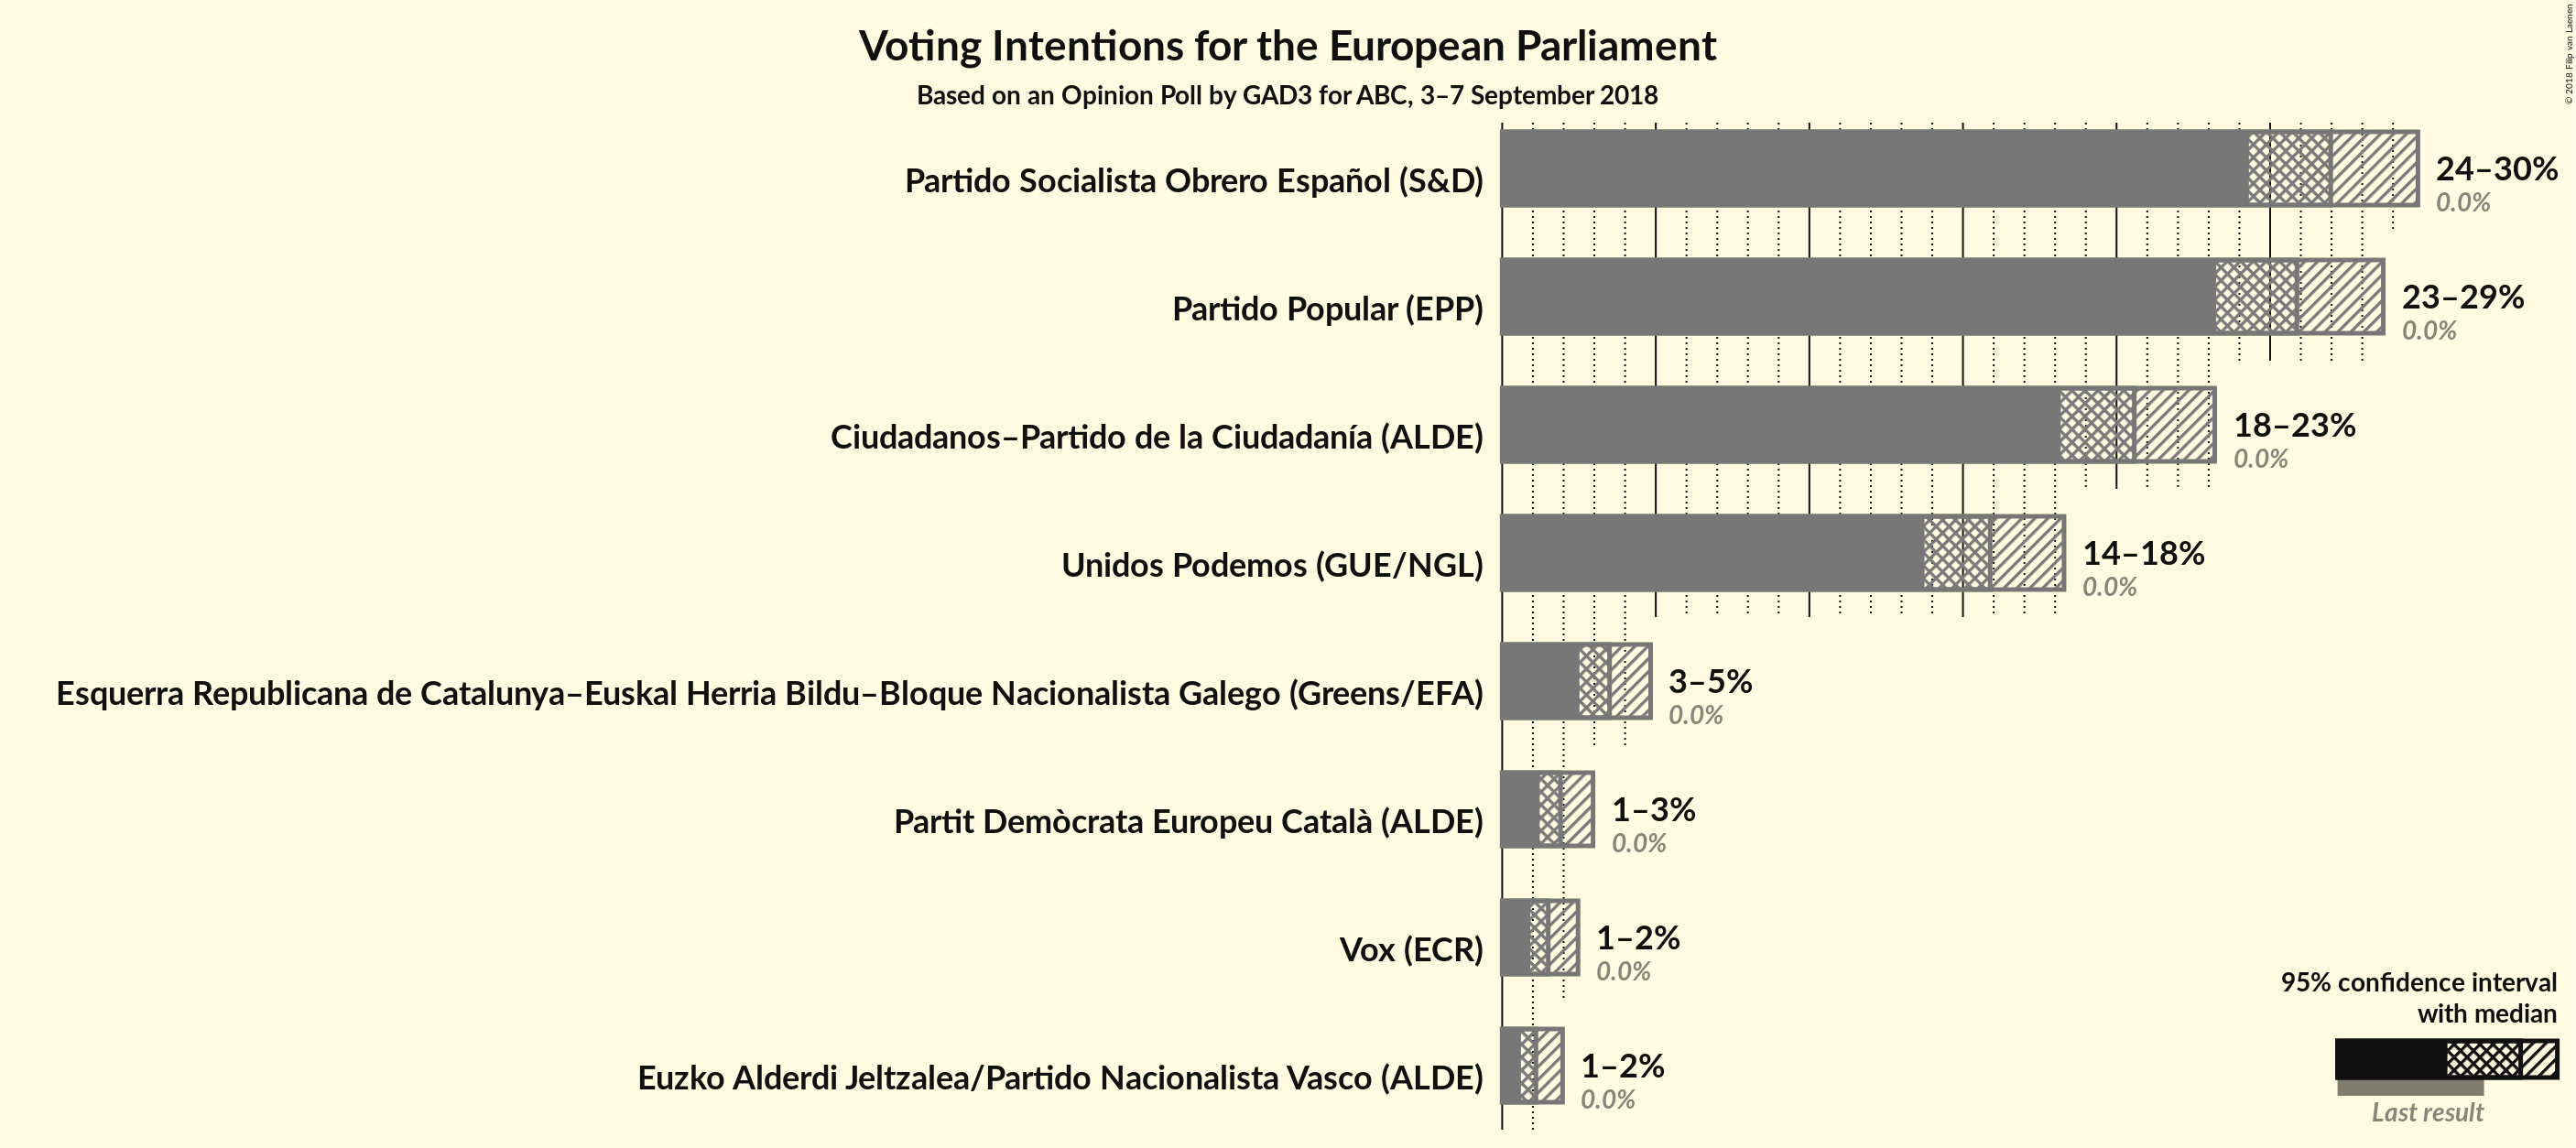 Voting Intentions for the European Parliament
Based on an Opinion Poll by GAD3 for ABC, 3–7 September 2018
© 2018 Filip van Laenen
Partido Socialista Obrero Español (S&D)
24–30%
0.0%
Partido Popular (EPP)
23–29%
0.0%
Ciudadanos–Partido de la Ciudadanía (ALDE)
18–23%
0.0%
Unidos Podemos (GUE/NGL)
14–18%
0.0%
Esquerra Republicana de Catalunya–Euskal Herria Bildu–Bloque Nacionalista Galego (Greens/EFA)
3–5%
0.0%
Partit Demòcrata Europeu Català (ALDE)
1–3%
0.0%
Vox (ECR)
1–2%
0.0%
Euzko Alderdi Jeltzalea/Partido Nacionalista Vasco (ALDE)
1–2%
0.0%
95% confidence interval
with median
Last result